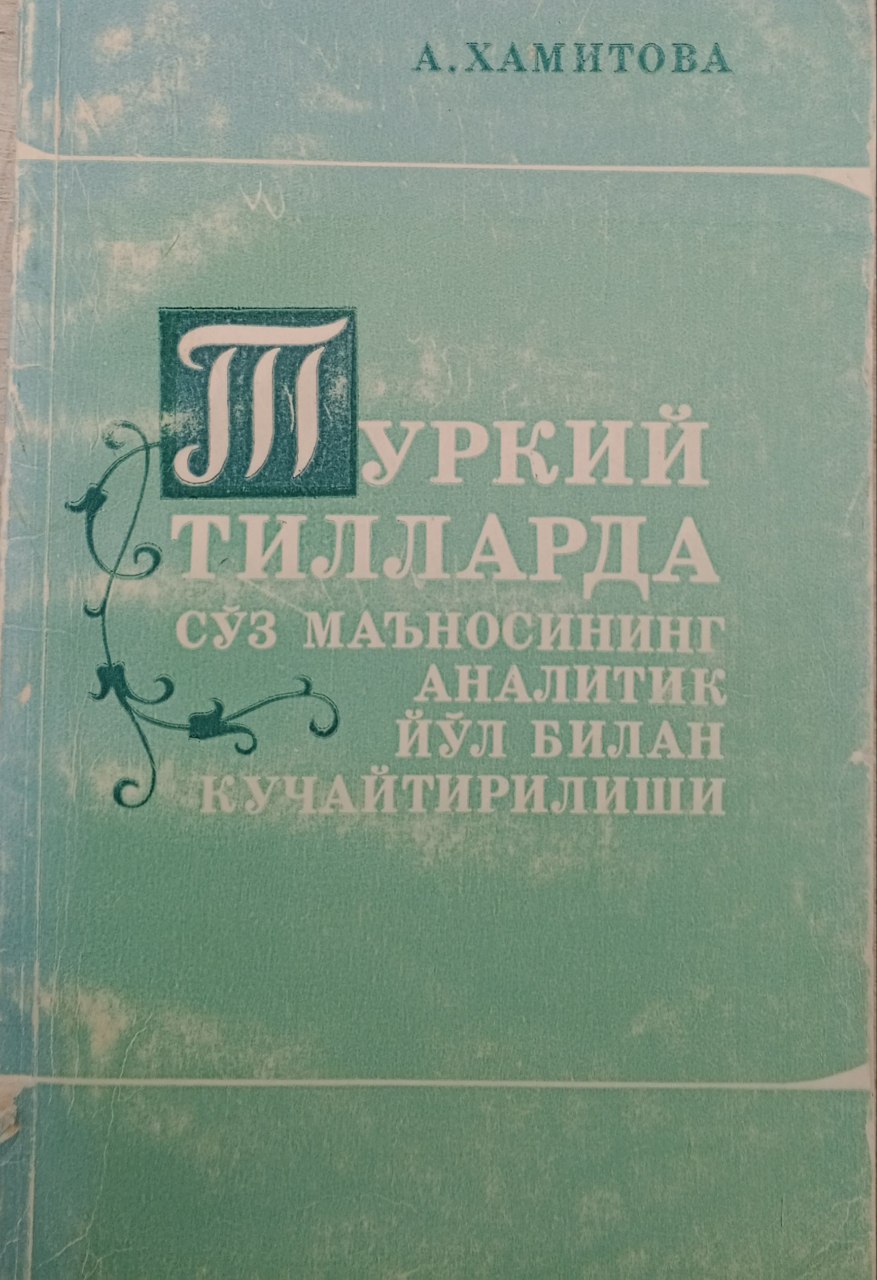 А.ХАМИТОВА
ТУРКИЙ
ТИЛЛАРДА
СЎЗ МАЪНОСИНИНГ
АНАЛИТИК
ЙЎЛ БИЛАН
КУЧАЙТИРИЛИШИ